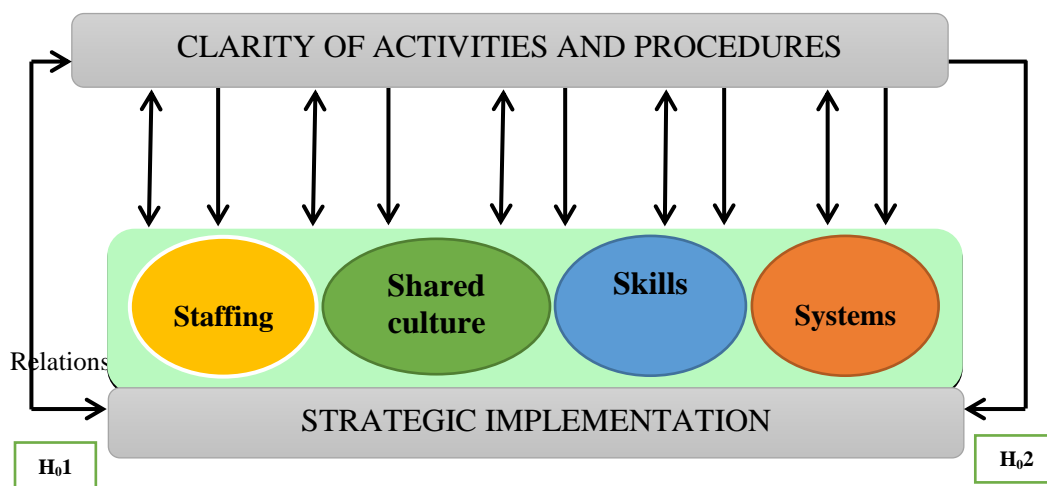 CLARITY OF ACTIVITIES AND PROCEDURES
Staffing
Shared
culture
Skills
Systems
Relations
STRATEGIC IMPLEMENTATION
H₀1
H₀2